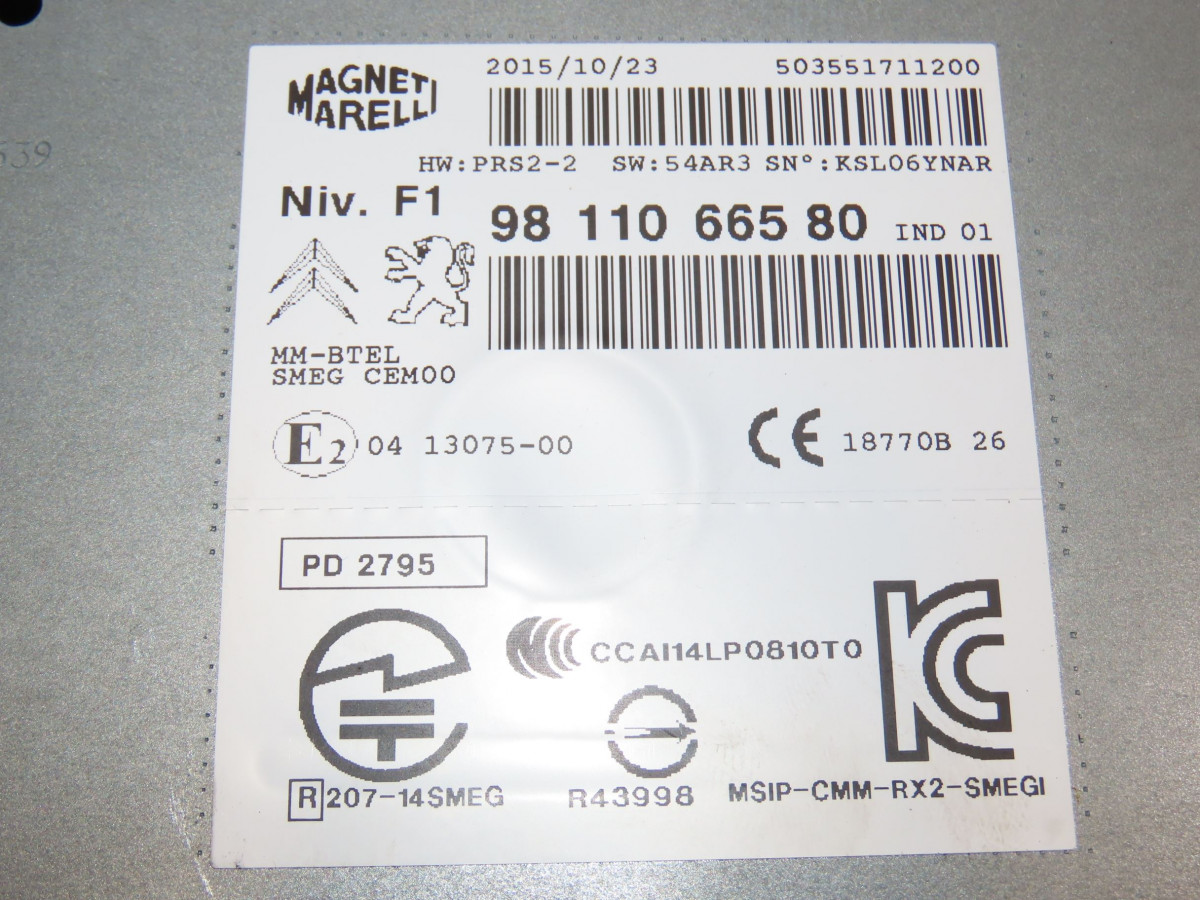 MAGNETI
MARELLI
2015/10/23 503551711200
HW:PRS2-2 SW:54AR3 SN°:KSL06YNAR
Niv. F1
98 110 665 80 IND 01
MM-BTEL
SMEG CEM00
E2 04 13075-00
CE 18770B 26
PD 2795
CCC CCAI14LP0810T0
KC
R 207-14SMEG
R43998
MSIP-CMM-RX2-SMEGI